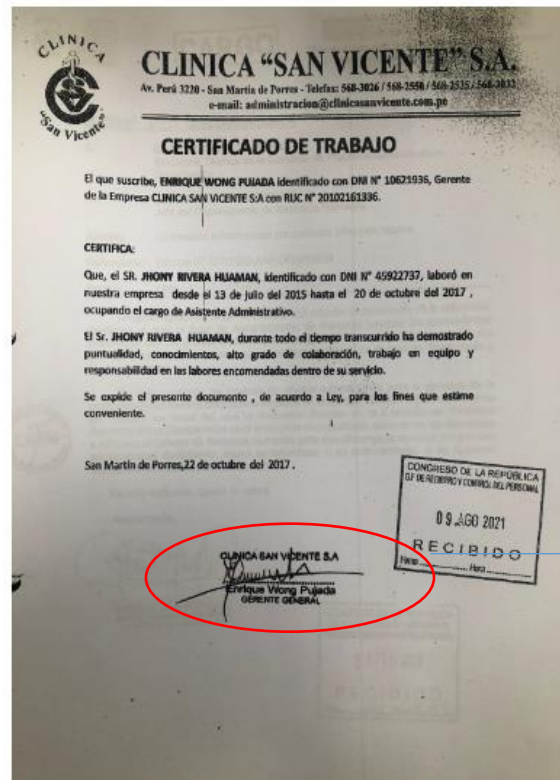 CLINICA
"San Vicente"
CLINICA "SAN VICENTE" S.A.
Av. Perú 3220 - San Martín de Porres - Telefax: 568-3026 / 568-2550 / 568-2535 / 568-3032
e-mail: administracion@clinicasanvicente.com.pe
CERTIFICADO DE TRABAJO
El que suscribe, ENRIQUE WONG PUJADA identificado con DNI N° 10621936, Gerente
de la Empresa CLINICA SAN VICENTE S:A con RUC N° 20102161336.
CERTIFICA:
Que, el SR. JHONY RIVERA HUAMAN, identificado con DNI N° 45922737, laboró en
nuestra empresa desde el 13 de julio del 2015 hasta el 20 de octubre del 2017 ,
ocupando el cargo de Asistente Administrativo.
El Sr. JHONY RIVERA HUAMAN, durante todo el tiempo transcurrido ha demostrado
puntualidad, conocimientos, alto grado de colaboración, trabajo en equipo y
responsabilidad en las labores encomendadas dentro de su servicio.
Se expide el presente documento , de acuerdo a Ley, para los fines que estime
conveniente.
San Martín de Porres,22 de octubre del 2017 .
CONGRESO DE LA REPÚBLICA
OF DE REGISTRO Y CONTROL DEL PERSONAL
09 AGO 2021
RECIBIDO
Hora
CLINICA SAN VICENTE S.A
Enrique Wong Pujada
GERENTE GENERAL